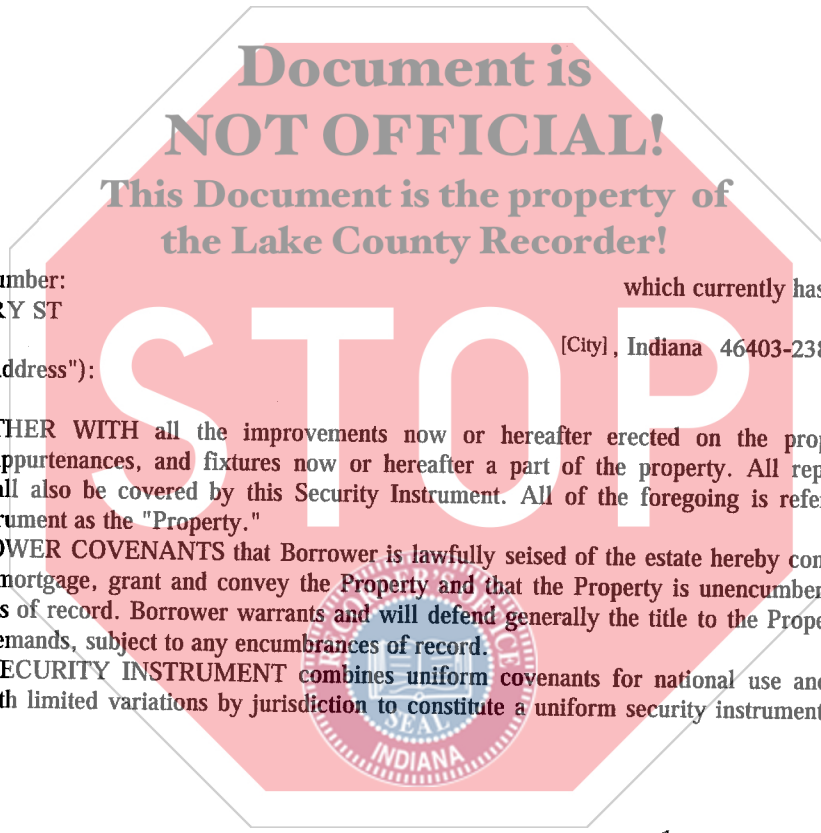 Document is
NOT OFFICIAL!
This Document is the property of
the Lake County Recorder!
umber:
which currently has
RY ST
[City] , Indiana 46403-238
ddress"):
STOP
THER WITH all the improvements now or hereafter erected on the prop
ppurtenances, and fixtures now or hereafter a part of the property. All rep
all also be covered by this Security Instrument. All of the foregoing is refer
rument as the "Property."
OWER COVENANTS that Borrower is lawfully seised of the estate hereby con
mortgage, grant and convey the Property and that the Property is unencumber
s of record. Borrower warrants and will defend generally the title to the Prope
emands, subject to any encumbrances of record.
ECURITY INSTRUMENT combines uniform covenants for national use and
th limited variations by jurisdiction to constitute a uniform security instrument
SEAL
INDIANA